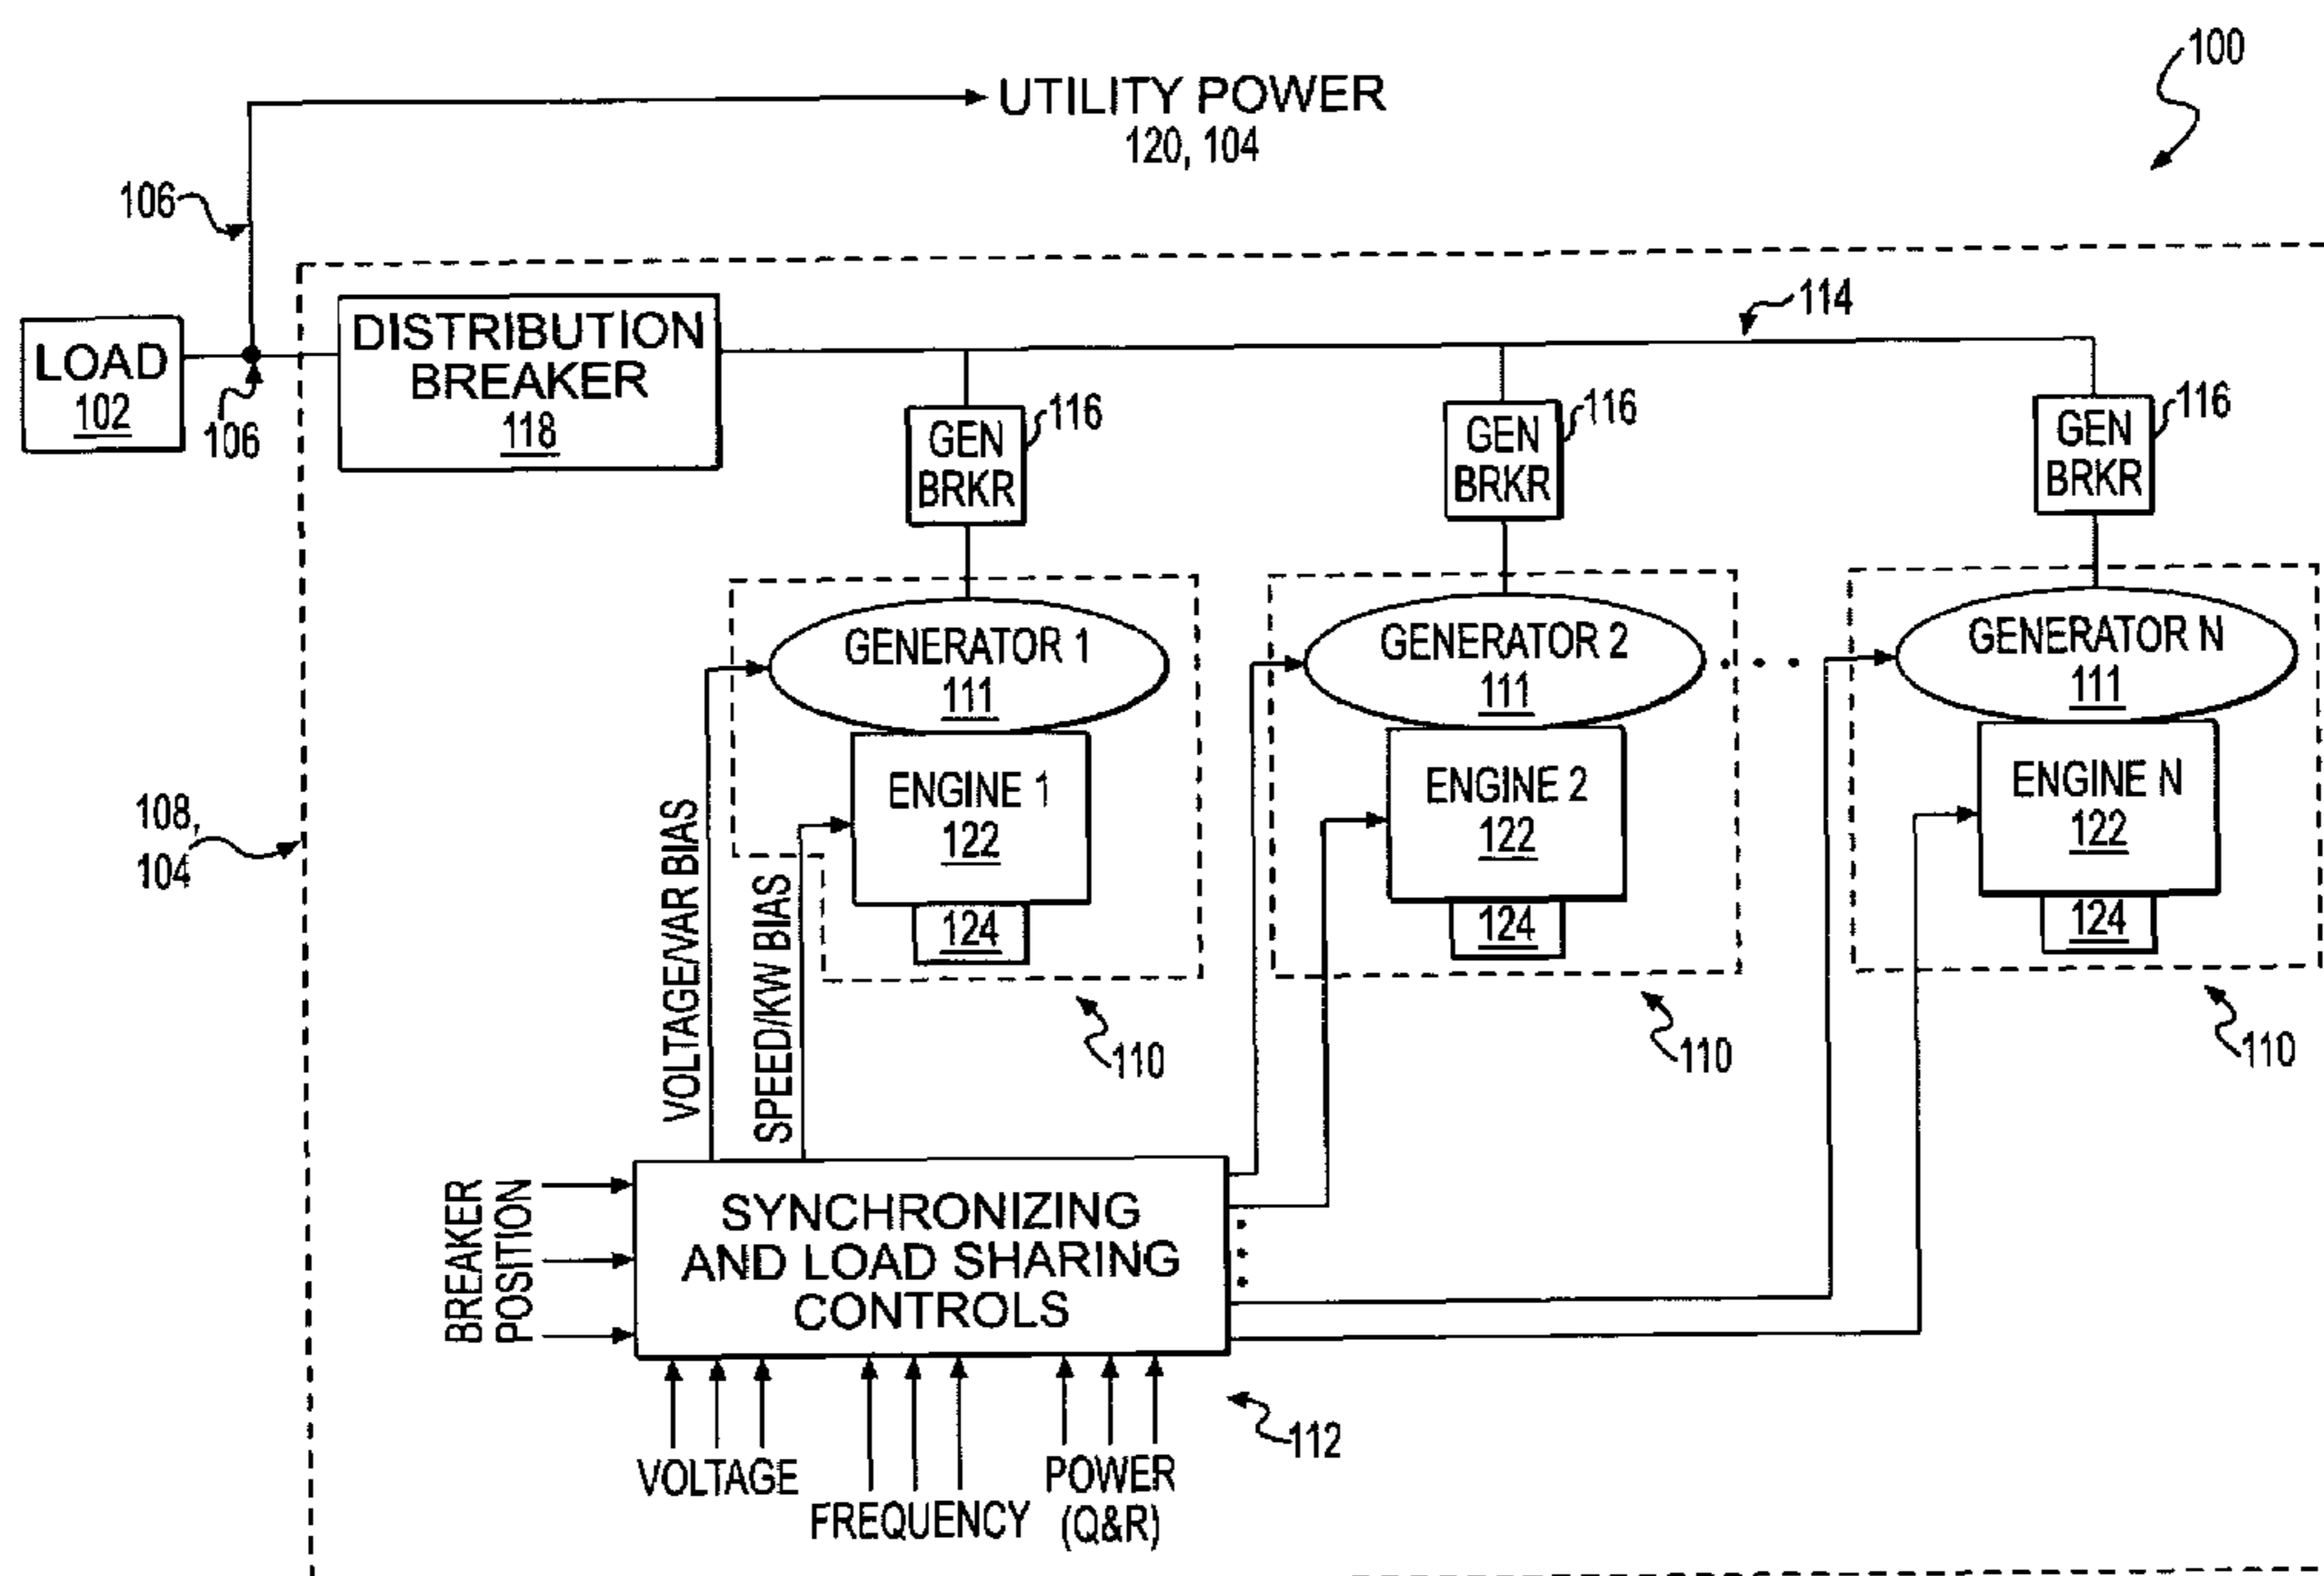 100
UTILITY POWER
120, 104
106
114
LOAD
102
106
DISTRIBUTION
BREAKER
118
GEN
BRKR
116
GEN
BRKR
116
GEN
BRKR
116
GENERATOR 1
111
GENERATOR 2
111
GENERATOR N
111
ENGINE 1
122
ENGINE 2
122
ENGINE N
122
124
124
124
108,
104
VOLTAGE/VAR BIAS
SPEED/KW BIAS
110
110
110
BREAKER
POSITION
SYNCHRONIZING
AND LOAD SHARING
CONTROLS
112
VOLTAGE
FREQUENCY
POWER
(Q&R)